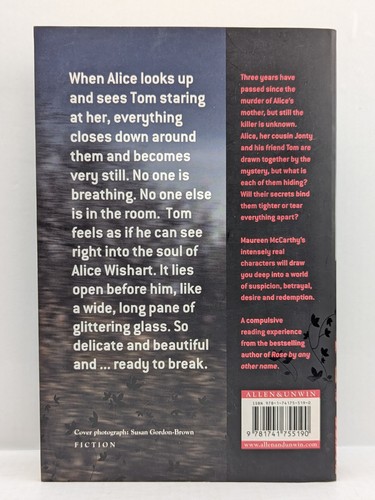 When Alice looks up
and sees Tom staring
at her, everything
closes down around
them and becomes
very still. No one is
breathing. No one else
is in the room. Tom
feels as if he can see
right into the soul of
Alice Wishart. It lies
open before him, like
a wide, long pane of
glittering glass. So
delicate and beautiful
and ... ready to break.
Cover photograph: Susan Gordon-Brown
FICTION
Three years have
passed since the
murder of Alice's
mother, but still the
killer is unknown.
Alice, her cousin Jonty
and his friend Tom are
drawn together by the
mystery, but what is
each of them hiding?
Will their secrets bind
them tighter or tear
everything apart?
Maureen McCarthy's
intensely real
characters will draw
you deep into a world
of suspicion, betrayal,
desire and redemption.
A compulsive
reading experience
from the bestselling
author of Rose by any
other name.
ALLEN&UNWIN
ISBN 978-1-74175-519-0
9 781741 755190
www.allenandunwin.com